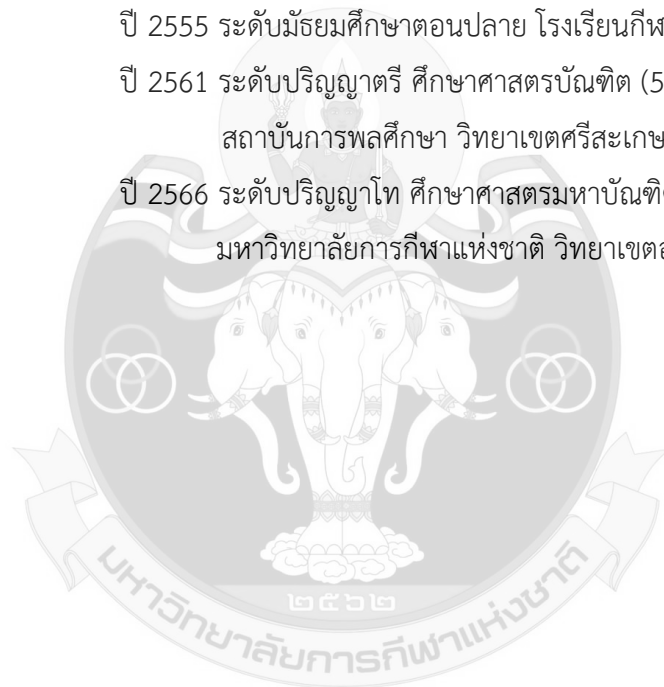 ปี 2555 ระดับมัธยมศึกษาตอนปลาย โรงเรียนกีฬ
ปี 2561 ระดับปริญญาตรี ศึกษาศาสตรบัณฑิต (5
สถาบันการพลศึกษา วิทยาเขตศรีสะเกษ
ปี 2566 ระดับปริญญาโท ศึกษาศาสตรมหาบัณฑิต
มหาวิทยาลัยการกีฬาแห่งชาติ วิทยาเขต
๒๕๖๒
มหาวิทยาลัยการกีฬาแห่งชาติ